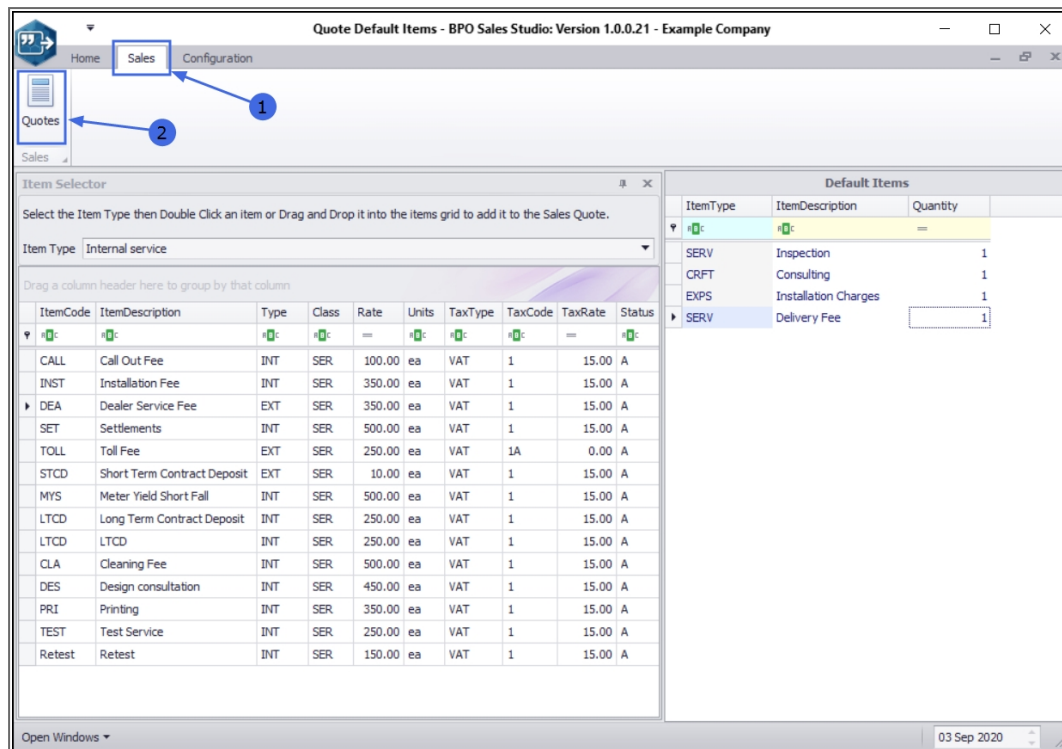 Quote Default Items - BPO Sales Studio: Version 1.0.0.21 - Example Company
Home Sales Configuration
1
Quotes
2
Sales
Item Selector
Select the Item Type then Double Click an item or Drag and Drop it into the items grid to add it to the Sales Quote.
Item Type Internal service
Drag a column header here to group by that column
ItemCode ItemDescription Type Class Rate Units TaxType TaxCode TaxRate Status
CALL Call Out Fee INT SER 100.00 ea VAT 1 15.00 A
INST Installation Fee INT SER 350.00 ea VAT 1 15.00 A
DEA Dealer Service Fee EXT SER 350.00 ea VAT 1 15.00 A
SET Settlements INT SER 500.00 ea VAT 1 15.00 A
TOLL Toll Fee EXT SER 250.00 ea VAT 1A 0.00 A
STCD Short Term Contract Deposit EXT SER 10.00 ea VAT 1 15.00 A
MYS Meter Yield Short Fall INT SER 500.00 ea VAT 1 15.00 A
LTCD Long Term Contract Deposit INT SER 250.00 ea VAT 1 15.00 A
LTCD LTCD INT SER 250.00 ea VAT 1 15.00 A
CLA Cleaning Fee INT SER 500.00 ea VAT 1 15.00 A
DES Design consultation INT SER 450.00 ea VAT 1 15.00 A
PRI Printing INT SER 350.00 ea VAT 1 15.00 A
TEST Test Service INT SER 250.00 ea VAT 1 15.00 A
Retest Retest INT SER 150.00 ea VAT 1 15.00 A
Default Items
ItemType ItemDescription Quantity
SERV Inspection 1
CRFT Consulting 1
EXPS Installation Charges 1
SERV Delivery Fee 1
Open Windows
03 Sep 2020